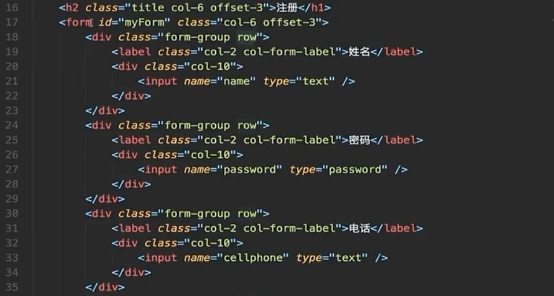 16 <h2 class="title col-6 offset-3">注册</h1>
17 <form id="myForm" class="col-6 offset-3">
18 <div class="form-group row">
19 <label class="col-2 col-form-label">姓名</label>
20 <div class="col-10">
21 <input name="name" type="text" />
22 </div>
23 </div>
24 <div class="form-group row">
25 <label class="col-2 col-form-label">密码</label>
26 <div class="col-10">
27 <input name="password" type="password" />
28 </div>
29 </div>
30 <div class="form-group row">
31 <label class="col-2 col-form-label">电话</label>
32 <div class="col-10">
33 <input name="cellphone" type="text" />
34 </div>
35 </div>